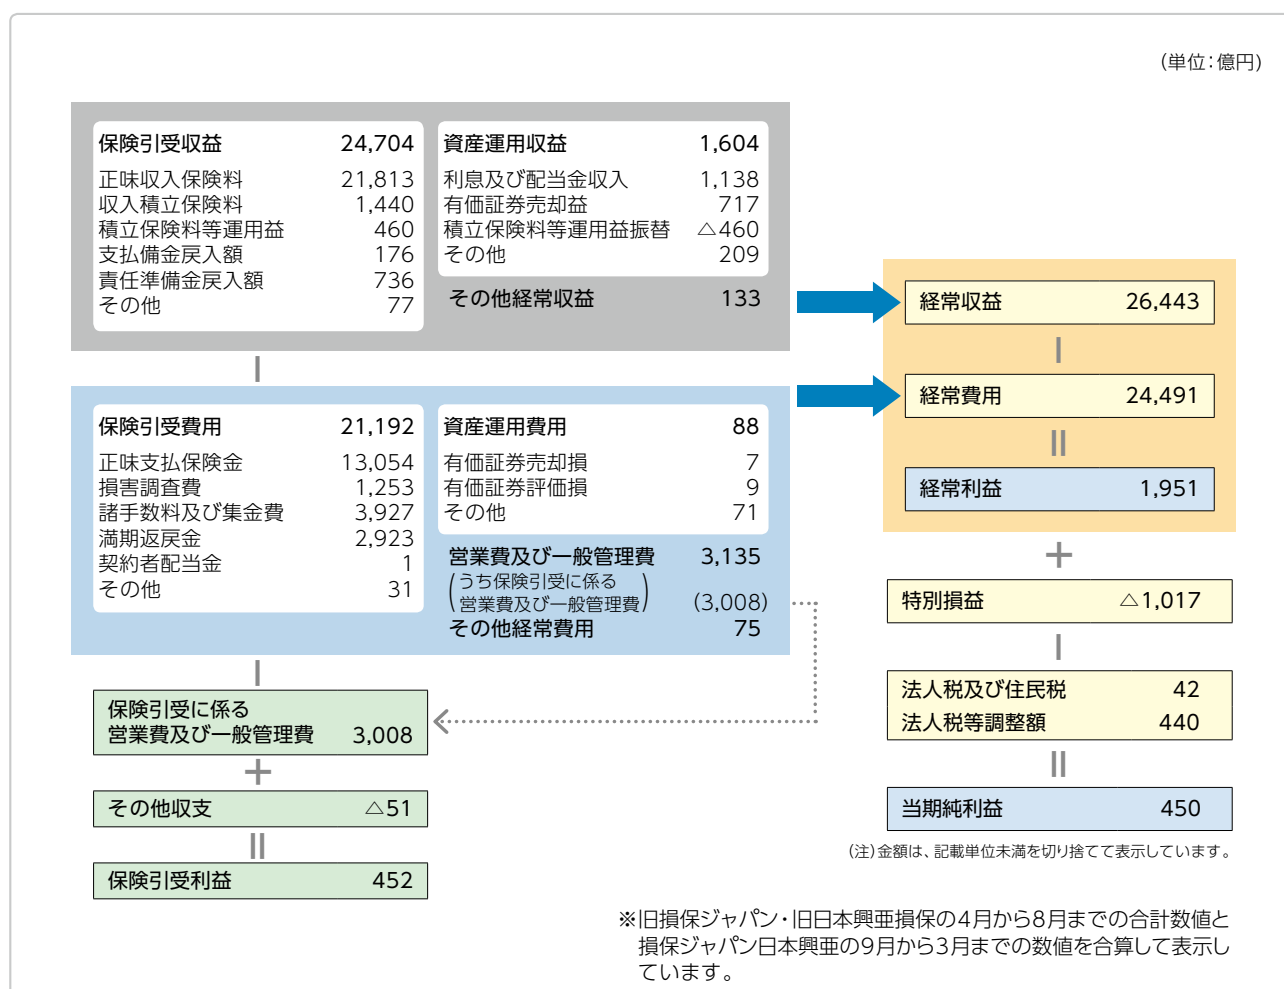 (単位：億円)
保険引受収益 24,704
正味収入保険料 21,813
収入積立保険料 1,440
積立保険料等運用益 460
支払備金戻入額 176
責任準備金戻入額 736
その他 77
資産運用収益 1,604
利息及び配当金収入 1,138
有価証券売却益 717
積立保険料等運用益振替 △460
その他 209
その他経常収益 133
経常収益 26,443
経常費用 24,491
経常利益 1,951
保険引受費用 21,192
正味支払保険金 13,054
損害調査費 1,253
諸手数料及び集金費 3,927
満期返戻金 2,923
契約者配当金 1
その他 31
資産運用費用 88
有価証券売却損 7
有価証券評価損 9
その他 71
営業費及び一般管理費 3,135
(うち保険引受に係る
営業費及び一般管理費) (3,008)
その他経常費用 75
特別損益 △1,017
法人税及び住民税 42
法人税等調整額 440
当期純利益 450
保険引受に係る
営業費及び一般管理費 3,008
その他収支 △51
保険引受利益 452
(注)金額は、記載単位未満を切り捨てて表示しています。
※旧損保ジャパン・旧日本興亜損保の4月から8月までの合計数値と
損保ジャパン日本興亜の9月から3月までの数値を合算して表示し
ています。